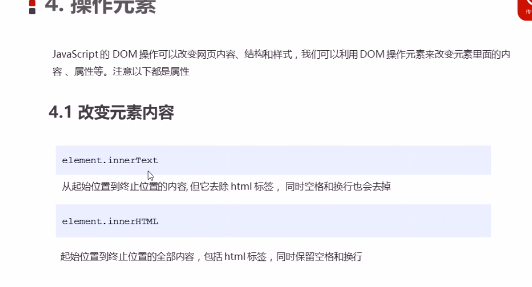 4. 操作元素
JavaScript 的 DOM 操作可以改变网页内容、结构和样式，我们可以利用 DOM 操作元素来改变元素里面的内
容 、属性等。注意以下都是属性
4.1 改变元素内容
element.innerText
从起始位置到终止位置的内容, 但它去除 html 标签， 同时空格和换行也会去掉
element.innerHTML
起始位置到终止位置的全部内容，包括 html 标签，同时保留空格和换行